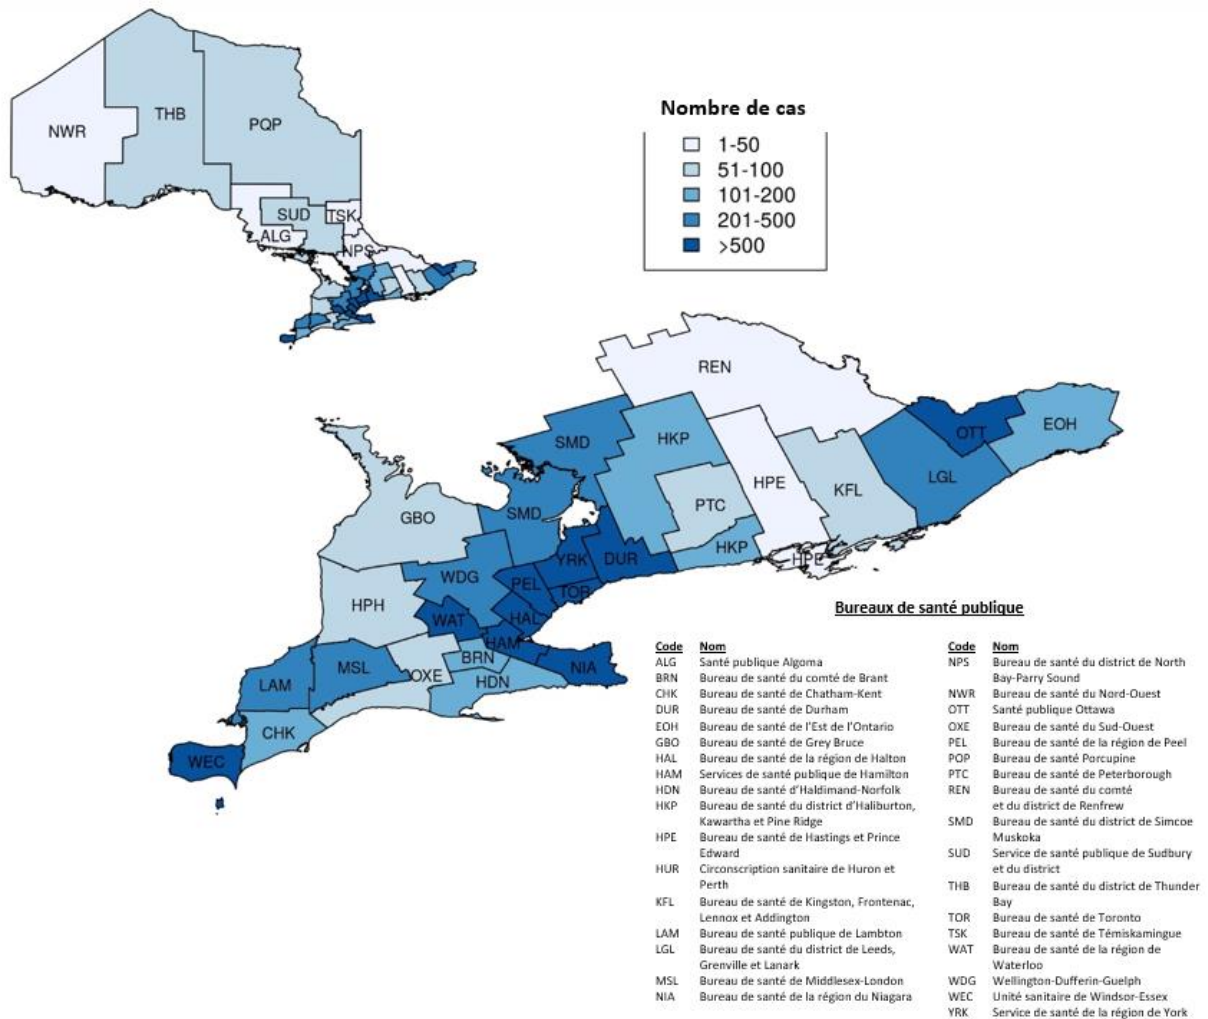 NWR
THB
PQP
SUD
TSK
ALG
NPS
Nombre de cas
1-50
51-100
101-200
201-500
>500
REN
SMD
HKP
OTT
EOH
HPE
KFL
LGL
PTC
GBO
SMD
HKP
YRK
DUR
HPE
WDG
PEL
TOR
HPH
WAT
HAL
HAM
BRN
NIA
MSL
OXE
HDN
LAM
CHK
WEC
Bureaux de santé publique
Code Nom
ALG Santé publique Algoma
BRN Bureau de santé du comté de Brant
CHK Bureau de santé de Chatham-Kent
DUR Bureau de santé de Durham
EOH Bureau de santé de l'Est de l'Ontario
GBO Bureau de santé de Grey Bruce
HAL Bureau de santé de la région de Halton
HAM Services de santé publique de Hamilton
HDN Bureau de santé d'Haldimand-Norfolk
HKP Bureau de santé du district d'Haliburton,
Kawartha et Pine Ridge
HPE Bureau de santé de Hastings et Prince
Edward
HUR Circonscription sanitaire de Huron et
Perth
KFL Bureau de santé de Kingston, Frontenac,
Lennox et Addington
LAM Bureau de santé publique de Lambton
LGL Bureau de santé du district de Leeds,
Grenville et Lanark
MSL Bureau de santé de Middlesex-London
NIA Bureau de santé de la région du Niagara
Code Nom
NPS Bureau de santé du district de North
Bay-Parry Sound
NWR Bureau de santé du Nord-Ouest
OTT Santé publique Ottawa
OXE Bureau de santé du Sud-Ouest
PEL Bureau de santé de la région de Peel
POP Bureau de santé Porcupine
PTC Bureau de santé de Peterborough
REN Bureau de santé du comté
et du district de Renfrew
SMD Bureau de santé du district de Simcoe
Muskoka
SUD Service de santé publique de Sudbury
et du district
THB Bureau de santé du district de Thunder
Bay
TOR Bureau de santé de Toronto
TSK Bureau de santé de Témiskamingue
WAT Bureau de santé de la région de
Waterloo
WDG Wellington-Dufferin-Guelph
WEC Unité sanitaire de Windsor-Essex
YRK Service de santé de la région de York